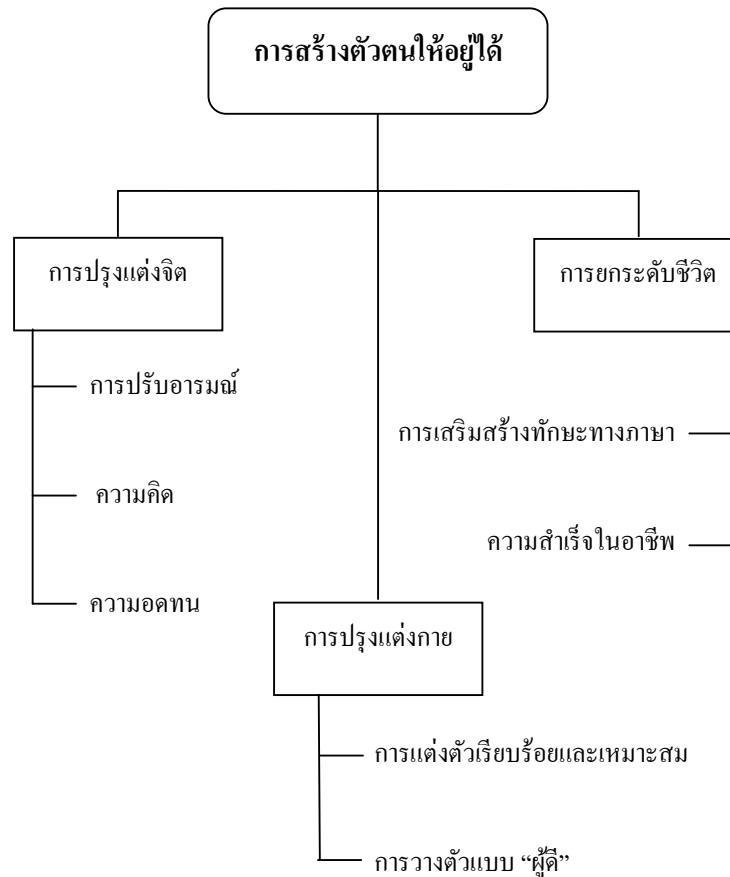 การสร้างตัวตนให้อยู่ได้
การปรุงแต่งจิต
การยกระดับชีวิต
การปรับอารมณ์
การเสริมสร้างทักษะทางภาษา
ความคิด
ความสำเร็จในอาชีพ
ความอดทน
การปรุงแต่งกาย
การแต่งตัวเรียบร้อยและเหมาะสม
การวางตัวแบบ “ผู้ดี”